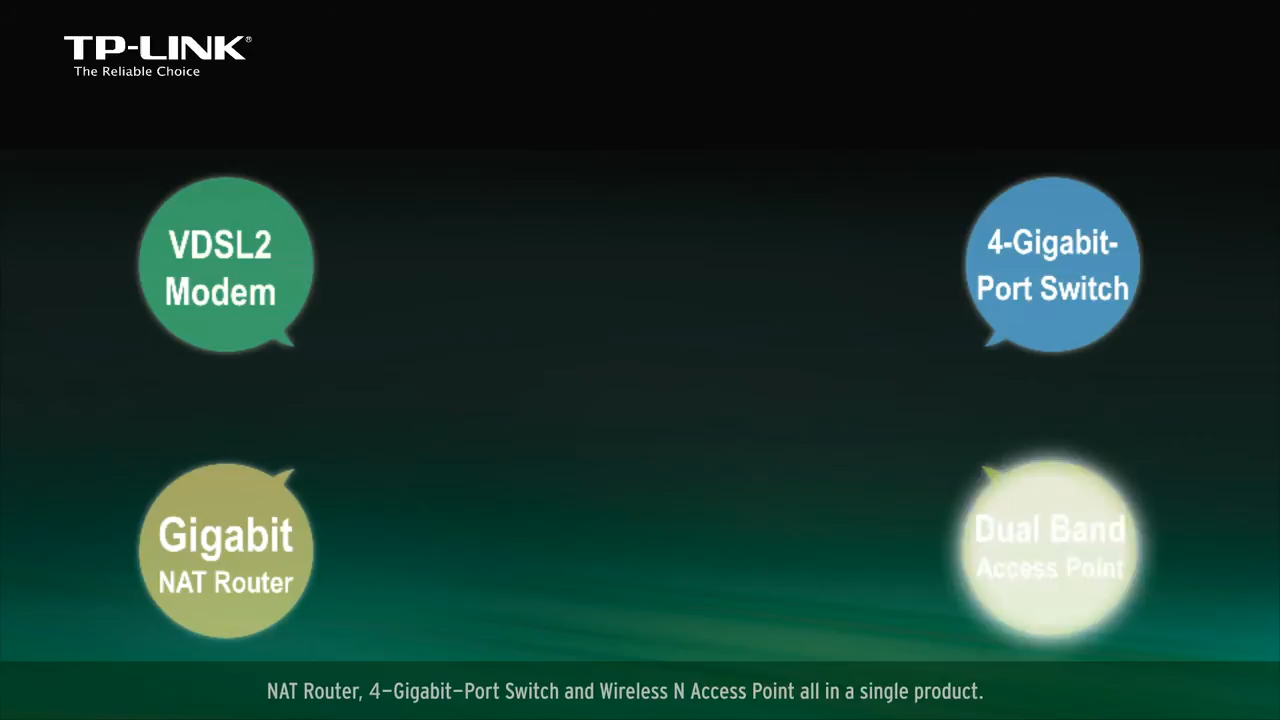 TP-LINK®
The Reliable Choice
VDSL2
Modem
4-Gigabit-
Port Switch
Gigabit
NAT Router
Dual Band
Access Point
NAT Router, 4–Gigabit–Port Switch and Wireless N Access Point all in a single product.